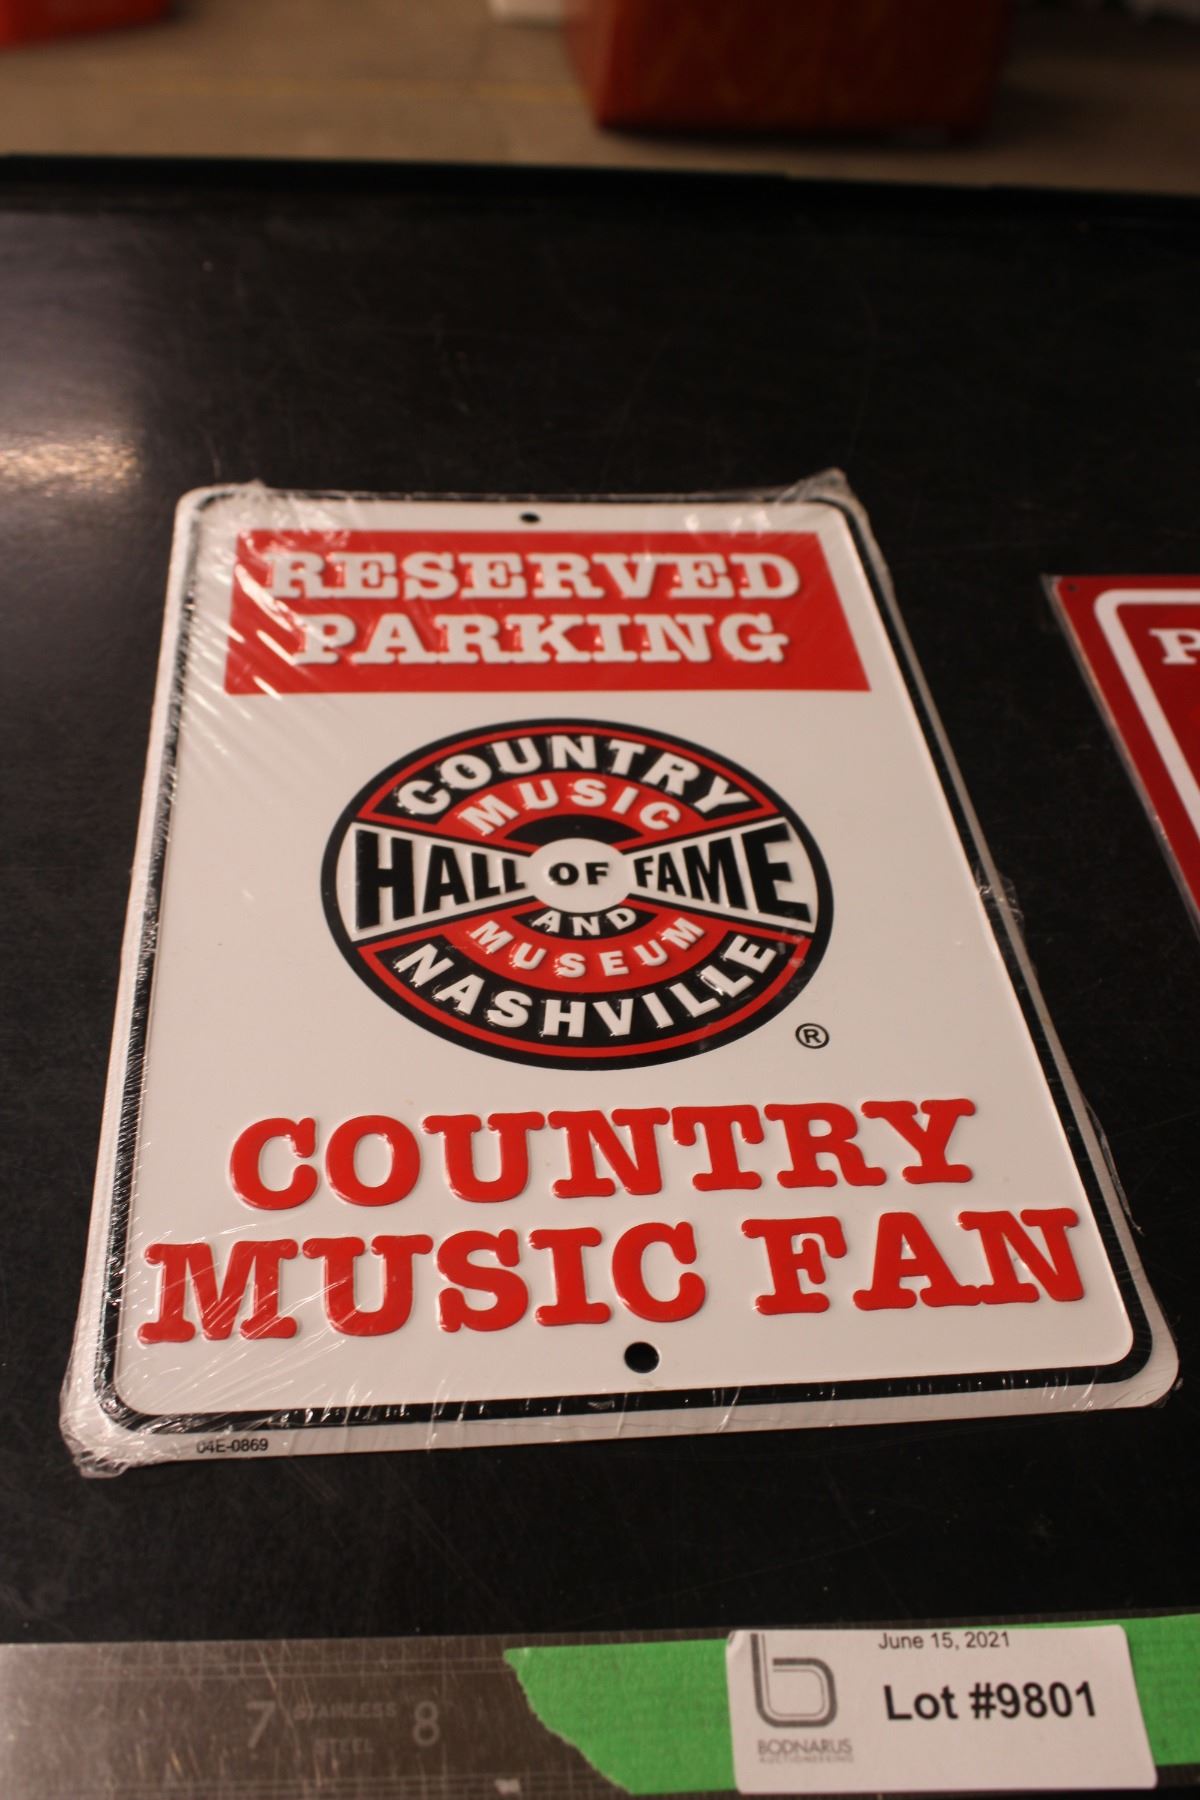 RESERVED
PARKING
COUNTRY
MUSIC
HALL OF FAME
AND
MUSEUM
NASHVILLE
®
COUNTRY
MUSIC FAN
04E-0869
P
7 STAINLESS 8
STEEL
June 15, 2021
Lot #9801
BODNARUS
AUCTIONEERING